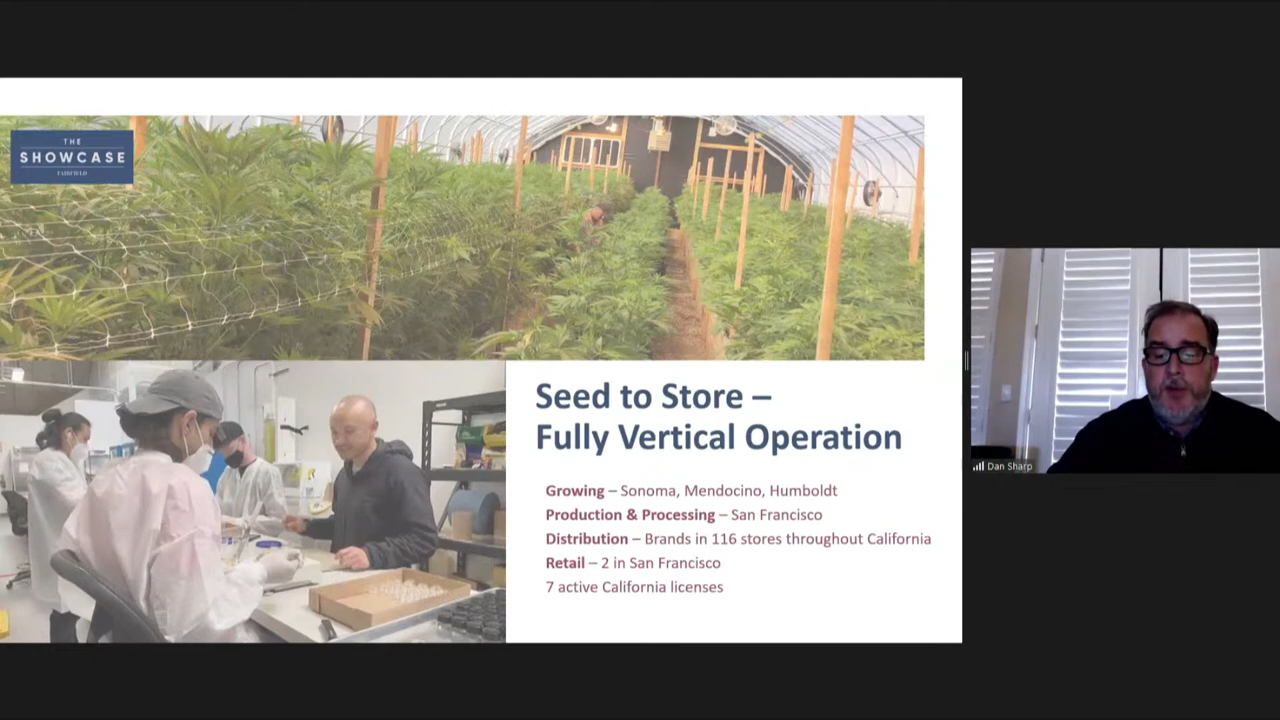 THE
SHOWCASE
FAIRFIELD
Seed to Store –
Fully Vertical Operation
Growing – Sonoma, Mendocino, Humboldt
Production & Processing – San Francisco
Distribution – Brands in 116 stores throughout California
Retail – 2 in San Francisco
7 active California licenses
Dan Sharp